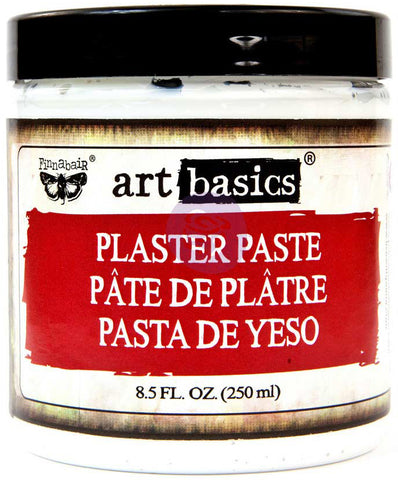 Finnabair®
art basics®
PLASTER PASTE
PÂTE DE PLÂTRE
PASTA DE YESO
8.5 FL. OZ. (250 ml)